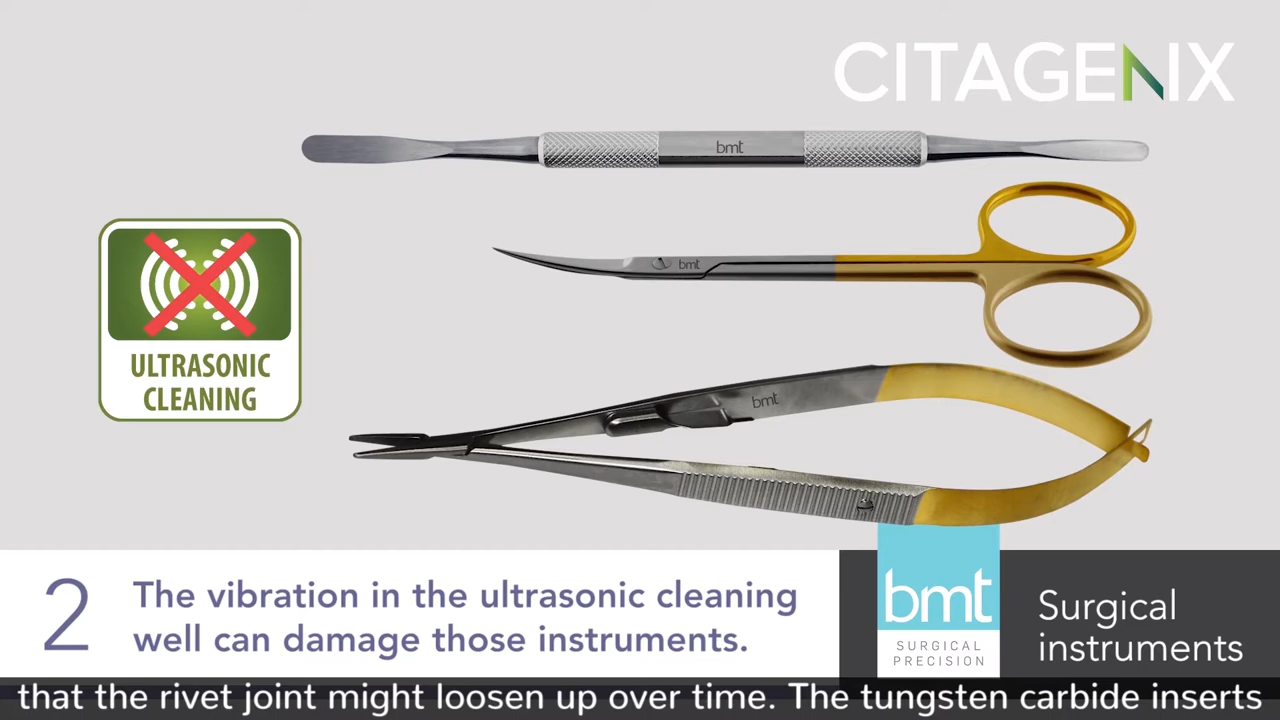 CITAGENIX
bmt
bmt
ULTRASONIC
CLEANING
bmt
2
The vibration in the ultrasonic cleaning
well can damage those instruments.
bmt
SURGICAL
PRECISION
Surgical
instruments
that the rivet joint might loosen up over time. The tungsten carbide inserts